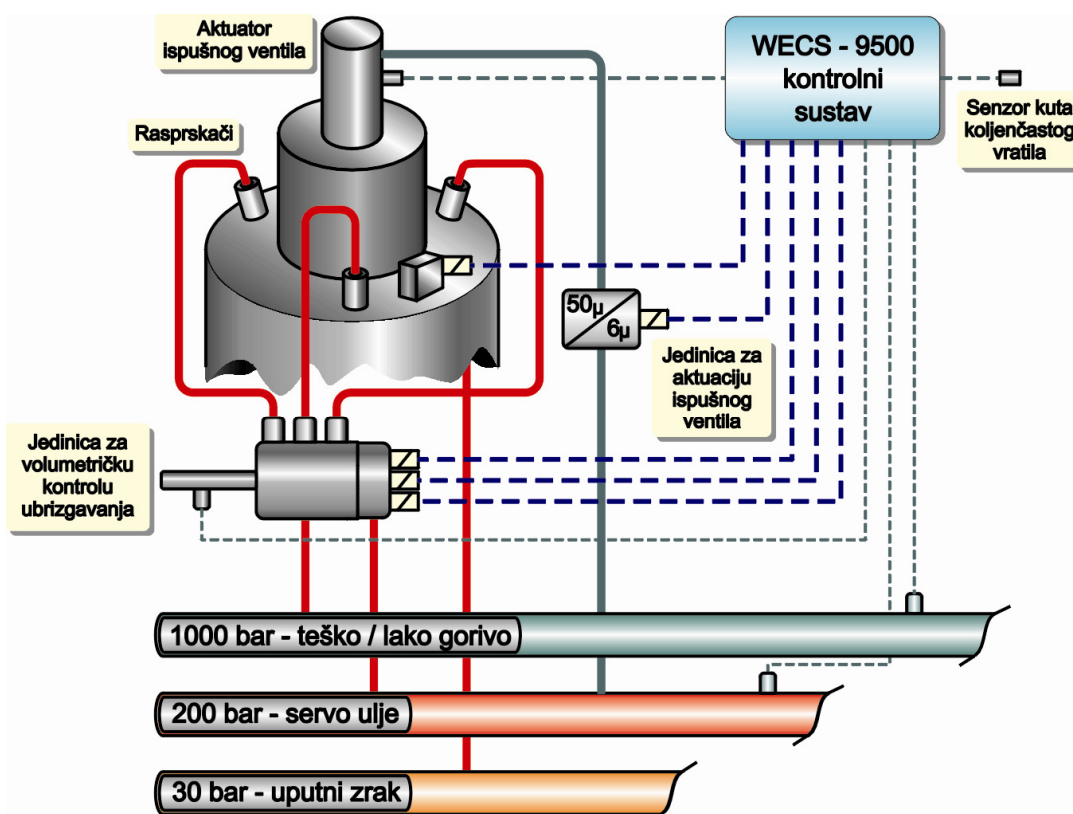 Aktuator
ispušnog ventila
WECS - 9500
kontrolni
sustav
Senzor kuta
koljenčastog
vratila
Rasprskači
50µ
6µ
Jedinica za
aktuaciju
ispušnog
ventila
Jedinica za
volumetričku
kontrolu
ubrizgavanja
1000 bar - teško / lako gorivo
200 bar - servo ulje
30 bar - uputni zrak